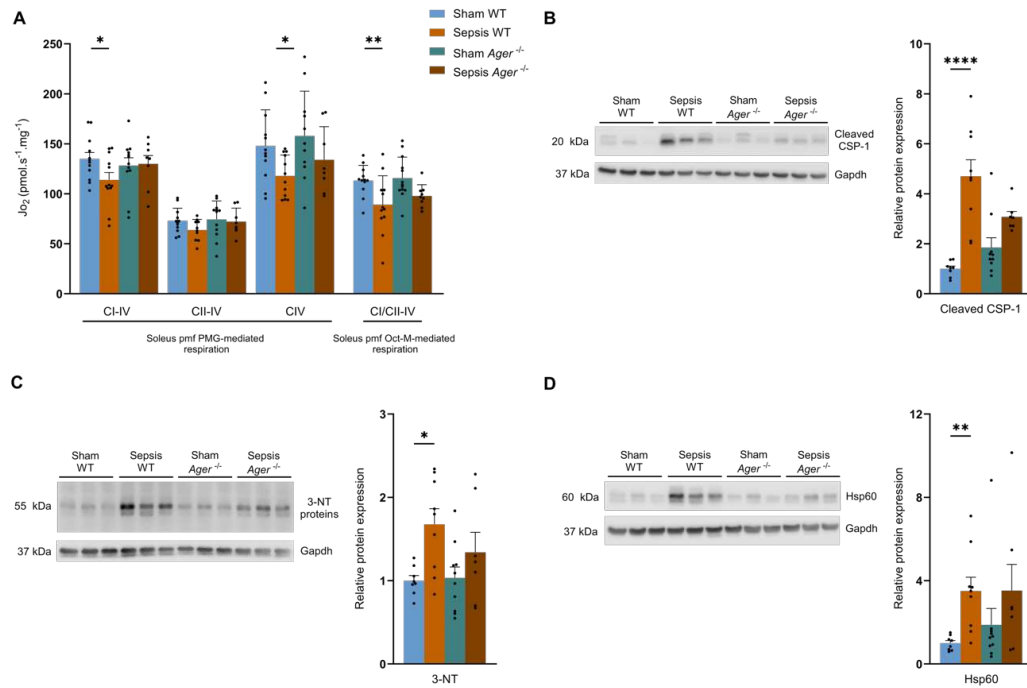 A
Sham WT
Sepsis WT
Sham Ager -/-
Sepsis Ager -/-
*
*
**
250
200
150
100
50
0
Jo₂ (pmol.s⁻¹.mg⁻¹)
CI-IV
CII-IV
CIV
CI/CII-IV
Soleus pmf PMG-mediated
respiration
Soleus pmf Oct-M-mediated
respiration
B
Sham
WT
Sepsis
WT
Sham
Ager -/-
Sepsis
Ager -/-
20 kDa
Cleaved
CSP-1
37 kDa
Gapdh
****
10
8
6
4
2
0
Relative protein expression
Cleaved CSP-1
C
Sham
WT
Sepsis
WT
Sham
Ager -/-
Sepsis
Ager -/-
55 kDa
3-NT
proteins
37 kDa
Gapdh
*
3
2
1
0
Relative protein expression
3-NT
D
Sham
WT
Sepsis
WT
Sham
Ager -/-
Sepsis
Ager -/-
60 kDa
Hsp60
37 kDa
Gapdh
**
12
8
4
0
Relative protein expression
Hsp60